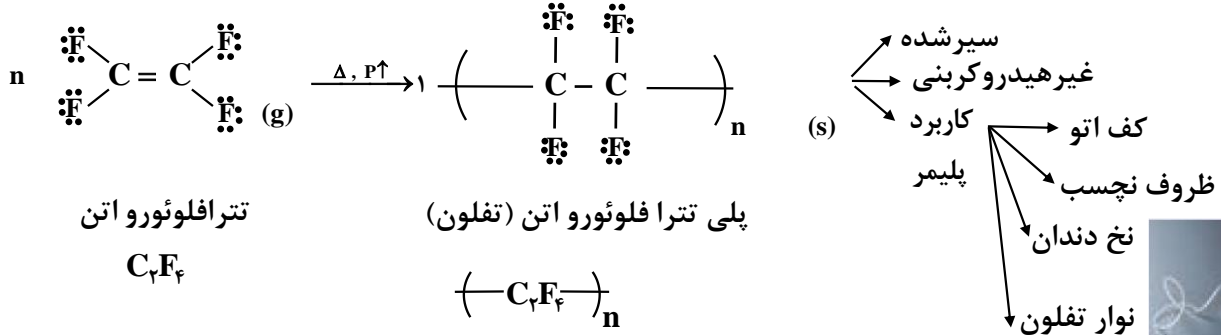 n F F C = C F F (g) Δ , P↑ ۱ ( F F C – C F F ) n (s)
سیرشده
غیرهیدروکربنی
کاربرد
پلیمر
کف اتو
ظروف نچسب
نخ دندان
نوار تفلون
تترافلوئورو اتن
C۲F۴
پلی تترا فلوئورو اتن (تفلون)
( C۲F۴ )n